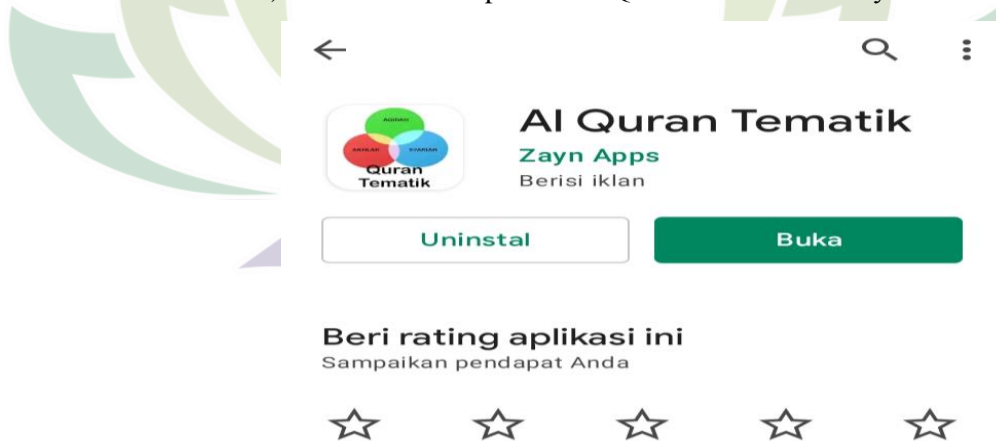 Al Quran Tematik
Zayn Apps
Berisi iklan
AQIDAH
AKHLAK
SYARIAH
Quran
Tematik
Uninstal
Buka
Beri rating aplikasi ini
Sampaikan pendapat Anda